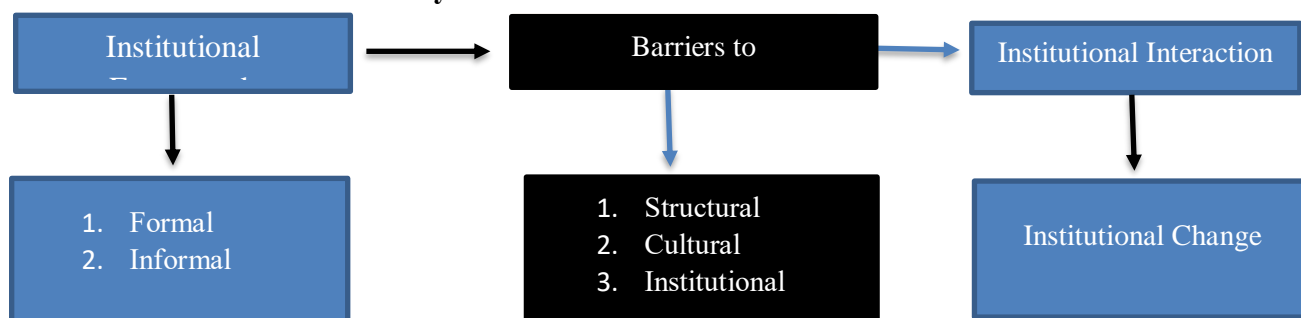 Institutional
Barriers to
Institutional Interaction
1. Formal
2. Informal
1. Structural
2. Cultural
3. Institutional
Institutional Change